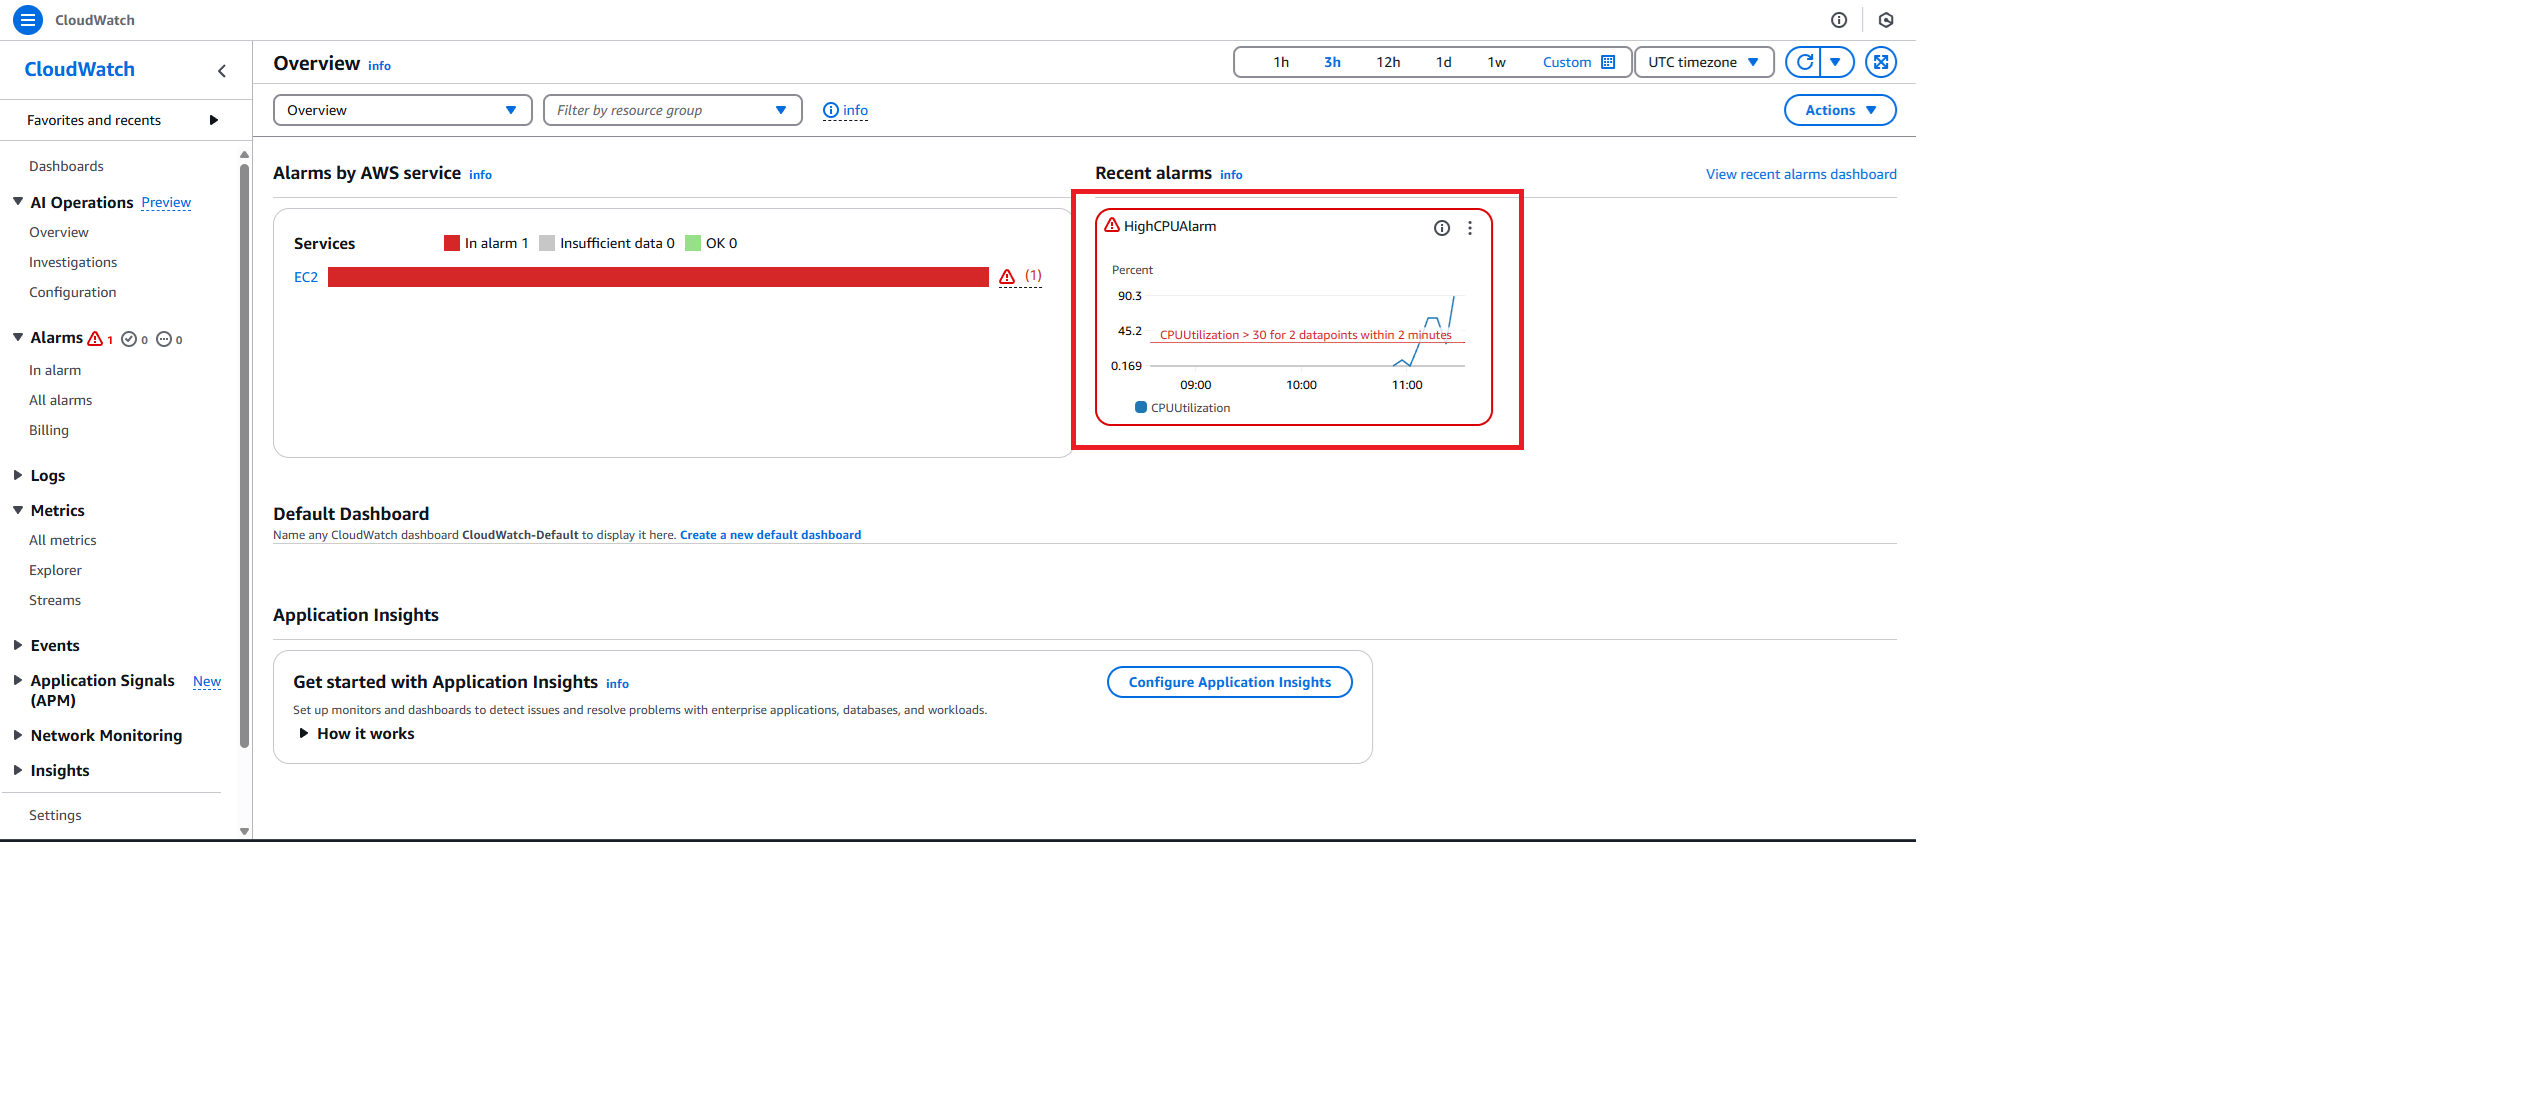 CloudWatch
CloudWatch
Favorites and recents
Dashboards
AI Operations Preview
Overview
Investigations
Configuration
Alarms 1 0 0
In alarm
All alarms
Billing
Logs
Metrics
All metrics
Explorer
Streams
Events
Application Signals New
(APM)
Network Monitoring
Insights
Settings
Overview info
1h 3h 12h 1d 1w Custom UTC timezone
Overview Filter by resource group info Actions
Alarms by AWS service info
Services In alarm 1 Insufficient data 0 OK 0
EC2 (1)
Recent alarms info View recent alarms dashboard
HighCPUAlarm
Percent
90.3
45.2
CPUUtilization > 30 for 2 datapoints within 2 minutes
0.169
09:00 10:00 11:00
CPUUtilization
Default Dashboard
Name any CloudWatch dashboard CloudWatch-Default to display it here. Create a new default dashboard
Application Insights
Get started with Application Insights info Configure Application Insights
Set up monitors and dashboards to detect issues and resolve problems with enterprise applications, databases, and workloads.
How it works